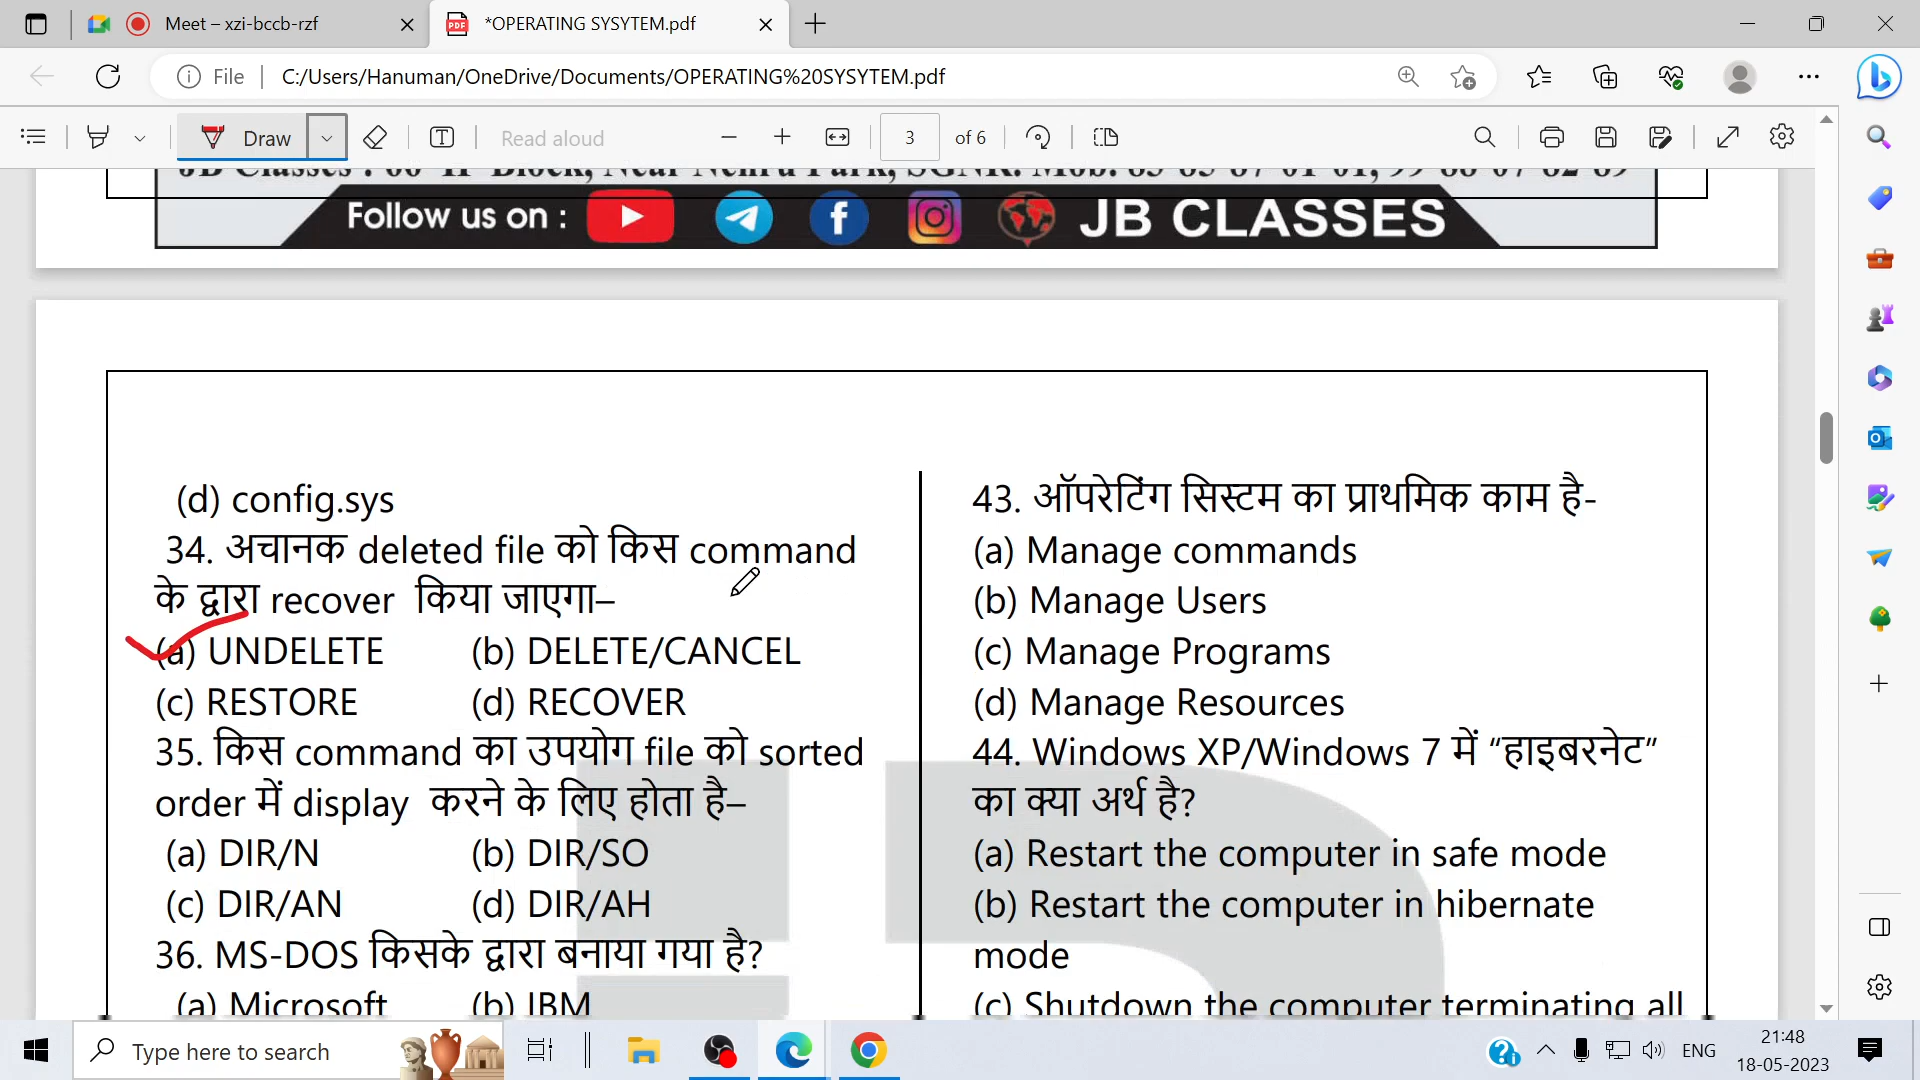 Meet – xzi-bccb-rzf
*OPERATING SYSYTEM.pdf
File
C:/Users/Hanuman/OneDrive/Documents/OPERATING%20SYSYTEM.pdf
Draw
Read aloud
3 of 6
Follow us on : JB CLASSES
(d) config.sys
34. अचानक deleted file को किस command
के द्वारा recover किया जाएगा–
(a) UNDELETE (b) DELETE/CANCEL
(c) RESTORE (d) RECOVER
35. किस command का उपयोग file को sorted
order में display करने के लिए होता है–
(a) DIR/N (b) DIR/SO
(c) DIR/AN (d) DIR/AH
36. MS-DOS किसके द्वारा बनाया गया है?
(a) Microsoft (b) IBM
43. ऑपरेटिंग सिस्टम का प्राथमिक काम है-
(a) Manage commands
(b) Manage Users
(c) Manage Programs
(d) Manage Resources
44. Windows XP/Windows 7 में “हाइबरनेट”
का क्या अर्थ है?
(a) Restart the computer in safe mode
(b) Restart the computer in hibernate
mode
(c) Shutdown the computer terminating all
Type here to search
ENG
21:48
18-05-2023